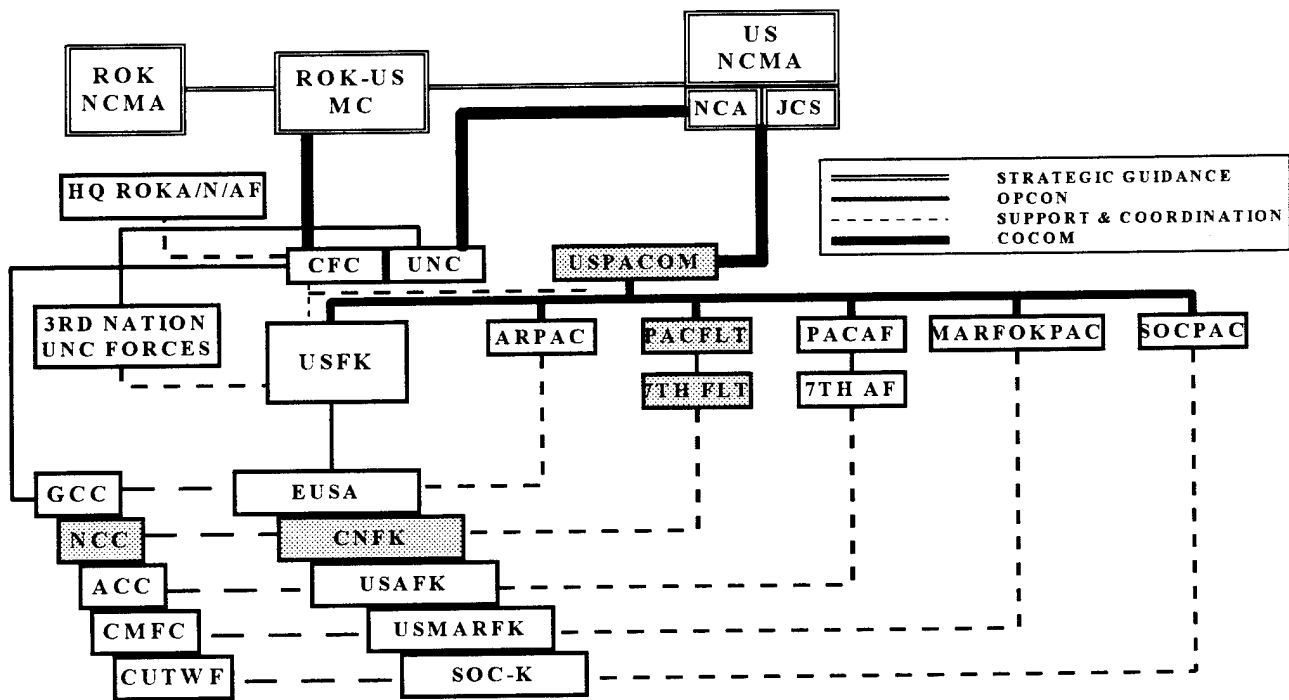 US
NCMA
ROK
NCMA
ROK-US
MC
NCA
JCS
STRATEGIC GUIDANCE
OPCON
SUPPORT & COORDINATION
COCOM
HQ ROKA/N/AF
CFC
UNC
USPACOM
3RD NATION
UNC FORCES
USFK
ARPAC
PACFLT
PACAF
MARFOKPAC
SOCPAC
7TH FLT
7TH AF
GCC
EUSA
NCC
CNFK
ACC
USAFK
CMFC
USMARFK
CUTWF
SOC-K